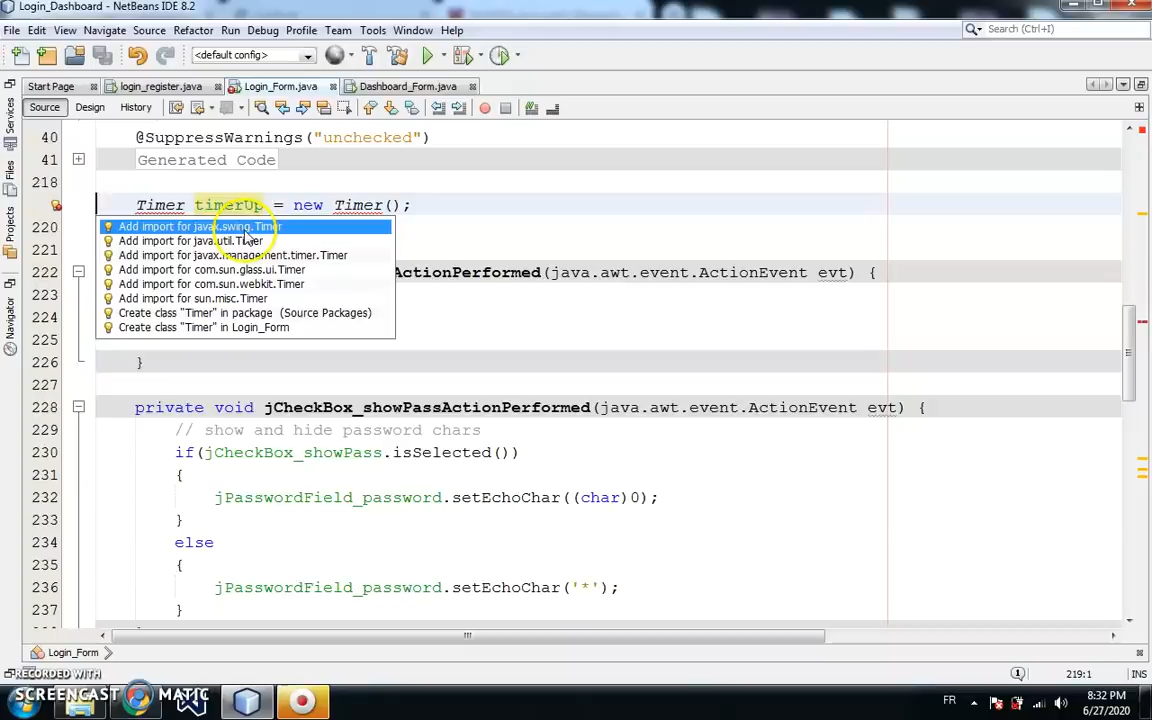 Login_Dashboard - NetBeans IDE 8.2
File Edit View Navigate Source Refactor Run Debug Profile Team Tools Window Help
Search (Ctrl+I)
<default config>
Start Page login_register.java Login_Form.java Dashboard_Form.java
Source Design History
Services
Files
Projects
Navigator
40 @SuppressWarnings("unchecked")
41 Generated Code
218
Timer timerUp = new Timer();
Add import for javax.swing.Timer
220
Add import for java.util.Timer
221
Add import for javax.management.timer.Timer
222 ActionPerformed(java.awt.event.ActionEvent evt) {
Add import for com.sun.glass.ui.Timer
Add import for com.sun.webkit.Timer
223
Add import for sun.misc.Timer
224
Create class "Timer" in package (Source Packages)
Create class "Timer" in Login_Form
225
226 }
227
228 private void jCheckBox_showPassActionPerformed(java.awt.event.ActionEvent evt) {
229 // show and hide password chars
230 if(jCheckBox_showPass.isSelected())
231 {
232 jPasswordField_password.setEchoChar((char)0);
233 }
234 else
235 {
236 jPasswordField_password.setEchoChar('*');
237 }
Login_Form
219:1 INS
RECORDED WITH
SCREENCAST MATIC
FR
8:32 PM
6/27/2020